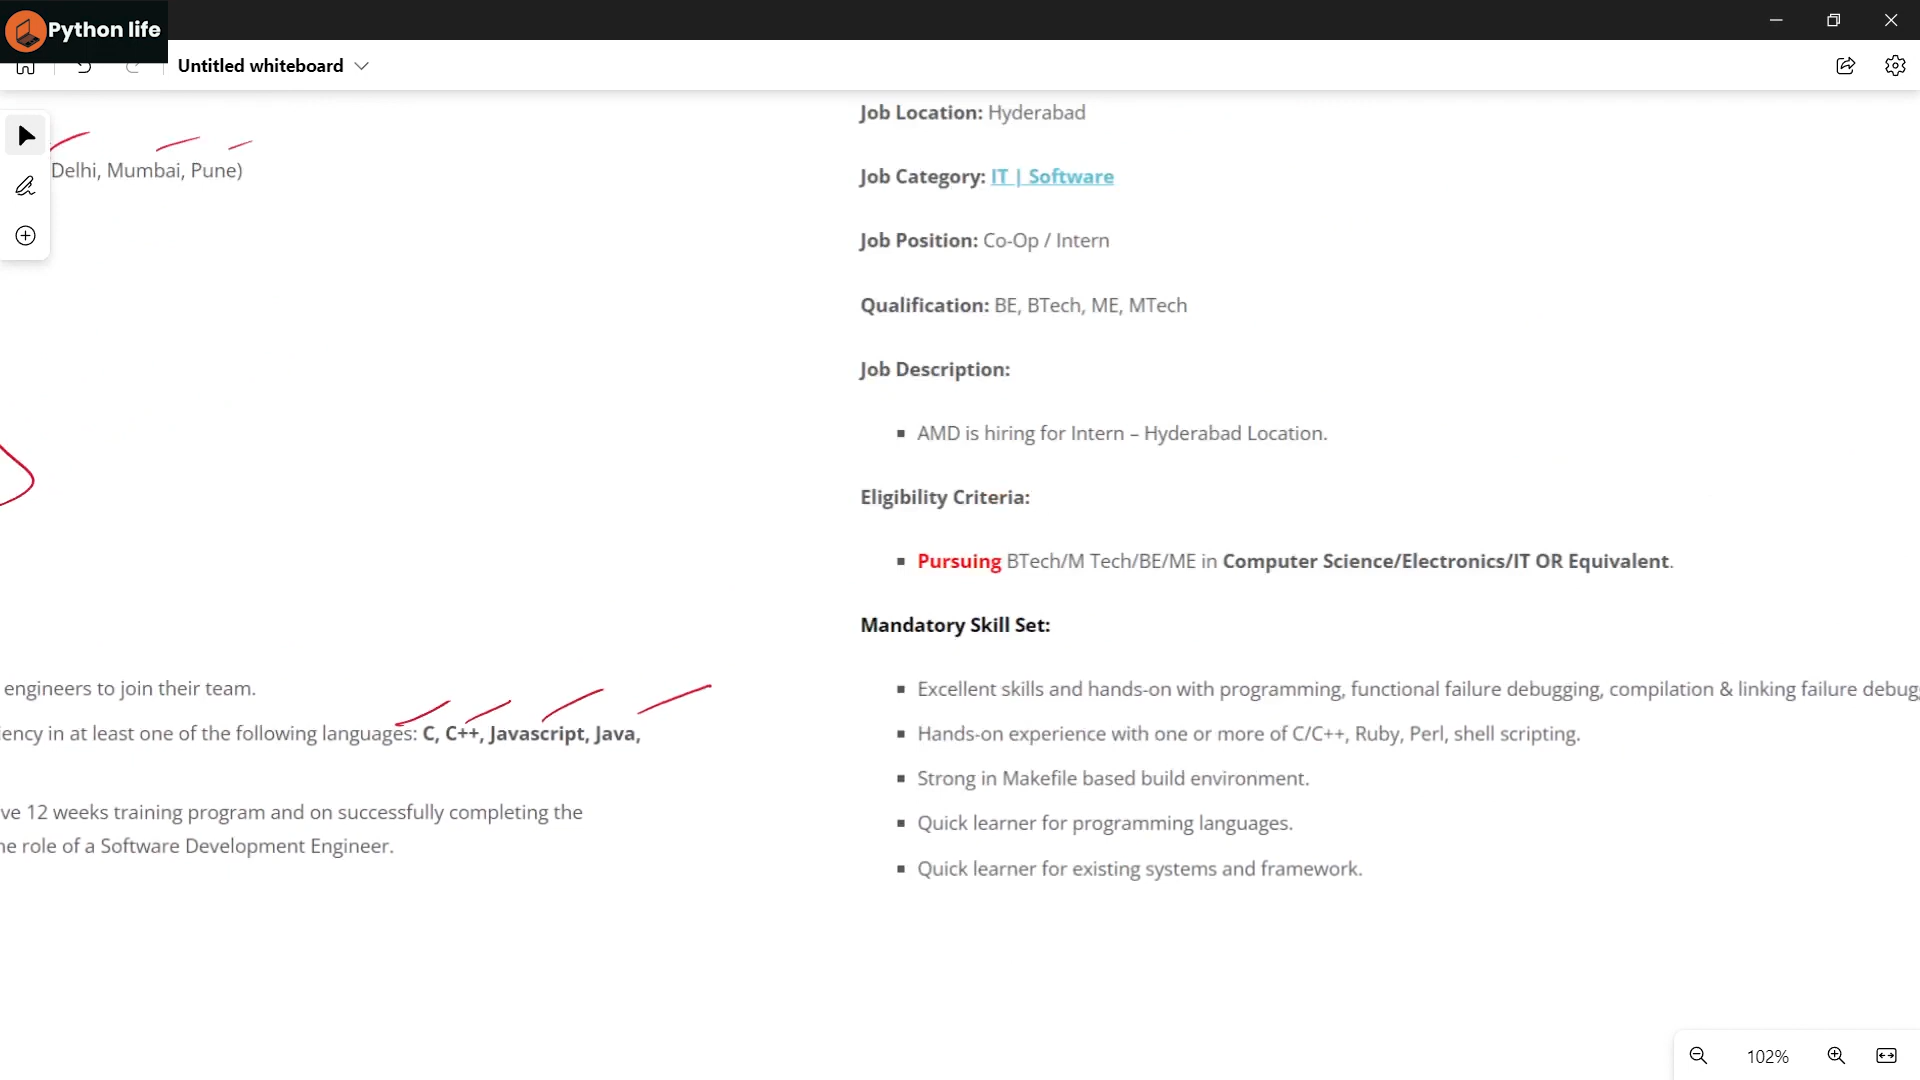 Python life
Untitled whiteboard
Delhi, Mumbai, Pune)
engineers to join their team.
iency in at least one of the following languages: C, C++, Javascript, Java,
ve 12 weeks training program and on successfully completing the
he role of a Software Development Engineer.
Job Location: Hyderabad
Job Category: IT | Software
Job Position: Co-Op / Intern
Qualification: BE, BTech, ME, MTech
Job Description:
▪ AMD is hiring for Intern – Hyderabad Location.
Eligibility Criteria:
▪ Pursuing BTech/M Tech/BE/ME in Computer Science/Electronics/IT OR Equivalent.
Mandatory Skill Set:
▪ Excellent skills and hands-on with programming, functional failure debugging, compilation & linking failure debug
▪ Hands-on experience with one or more of C/C++, Ruby, Perl, shell scripting.
▪ Strong in Makefile based build environment.
▪ Quick learner for programming languages.
▪ Quick learner for existing systems and framework.
102%